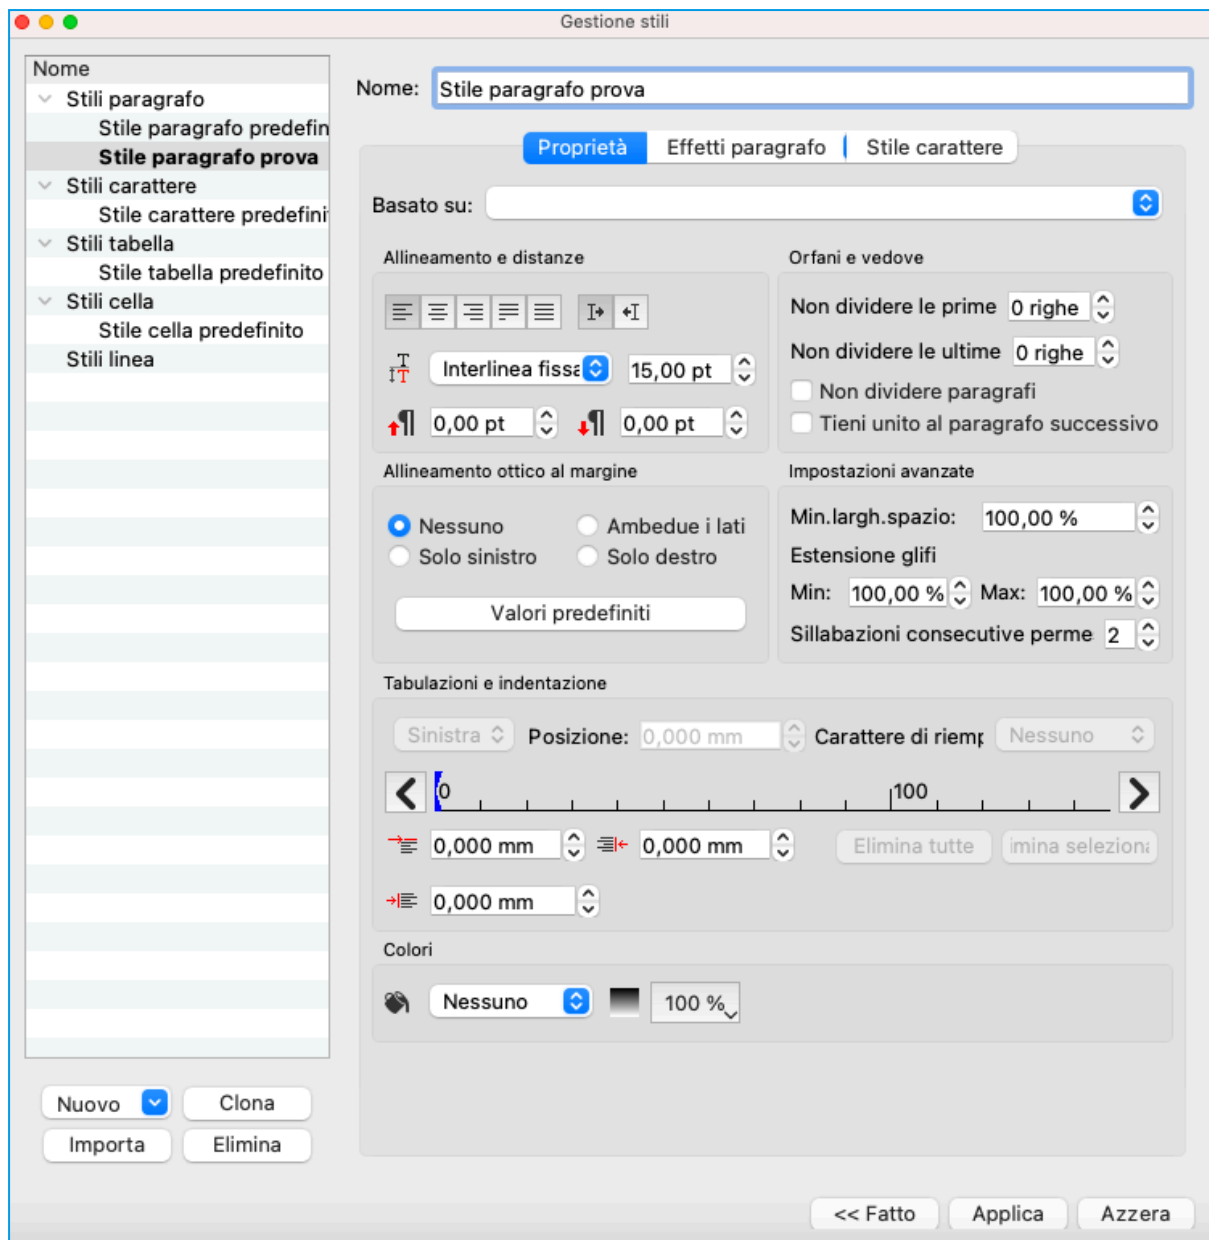 Gestione stili
Nome
Stili paragrafo
Stile paragrafo predefin
Stile paragrafo prova
Stili carattere
Stile carattere predefini
Stili tabella
Stile tabella predefinito
Stili cella
Stile cella predefinito
Stili linea
Nuovo Clona
Importa Elimina
Nome: Stile paragrafo prova
Proprietà Effetti paragrafo Stile carattere
Basato su:
Allineamento e distanze
Interlinea fissa 15,00 pt
0,00 pt 0,00 pt
Orfani e vedove
Non dividere le prime 0 righe
Non dividere le ultime 0 righe
Non dividere paragrafi
Tieni unito al paragrafo successivo
Allineamento ottico al margine
Nessuno Ambedue i lati
Solo sinistro Solo destro
Valori predefiniti
Impostazioni avanzate
Min.largh.spazio: 100,00 %
Estensione glifi
Min: 100,00 % Max: 100,00 %
Sillabazioni consecutive perme 2
Tabulazioni e indentazione
Sinistra Posizione: 0,000 mm Carattere di riemp Nessuno
0 100
0,000 mm 0,000 mm Elimina tutte imina seleziona
0,000 mm
Colori
Nessuno 100 %
<< Fatto Applica Azzera